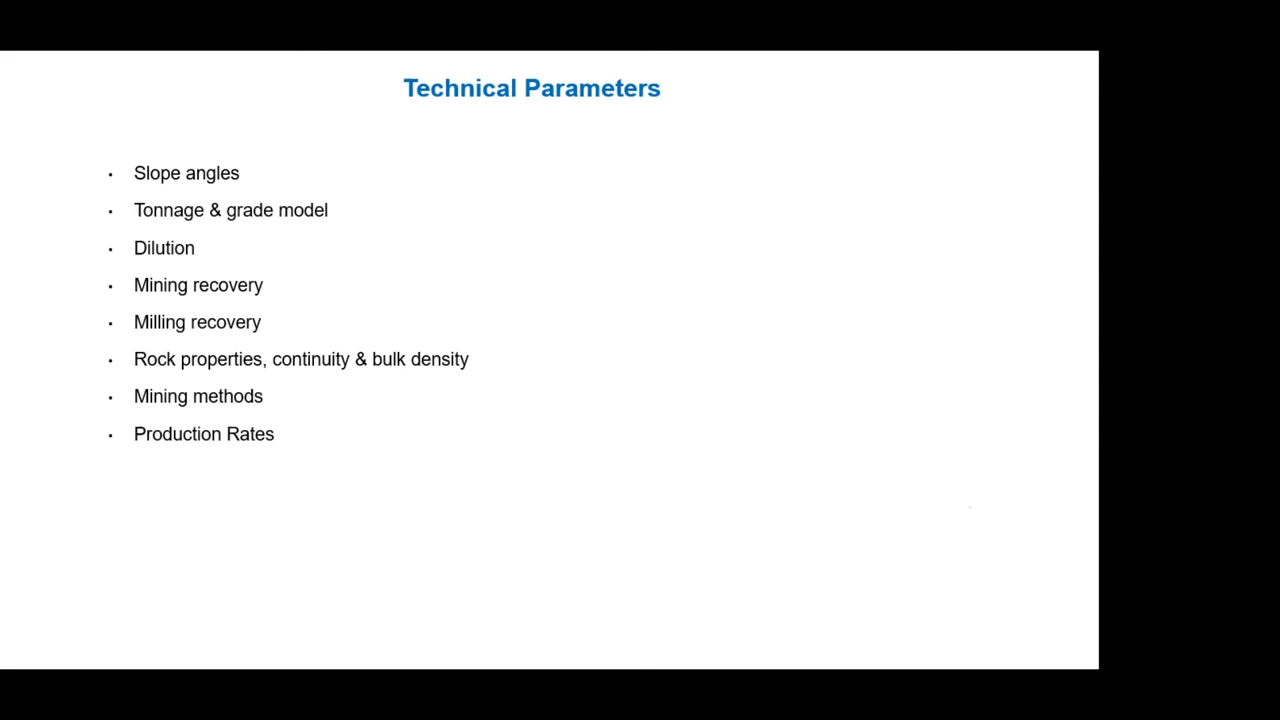 Technical Parameters
• Slope angles
• Tonnage & grade model
• Dilution
• Mining recovery
• Milling recovery
• Rock properties, continuity & bulk density
• Mining methods
• Production Rates